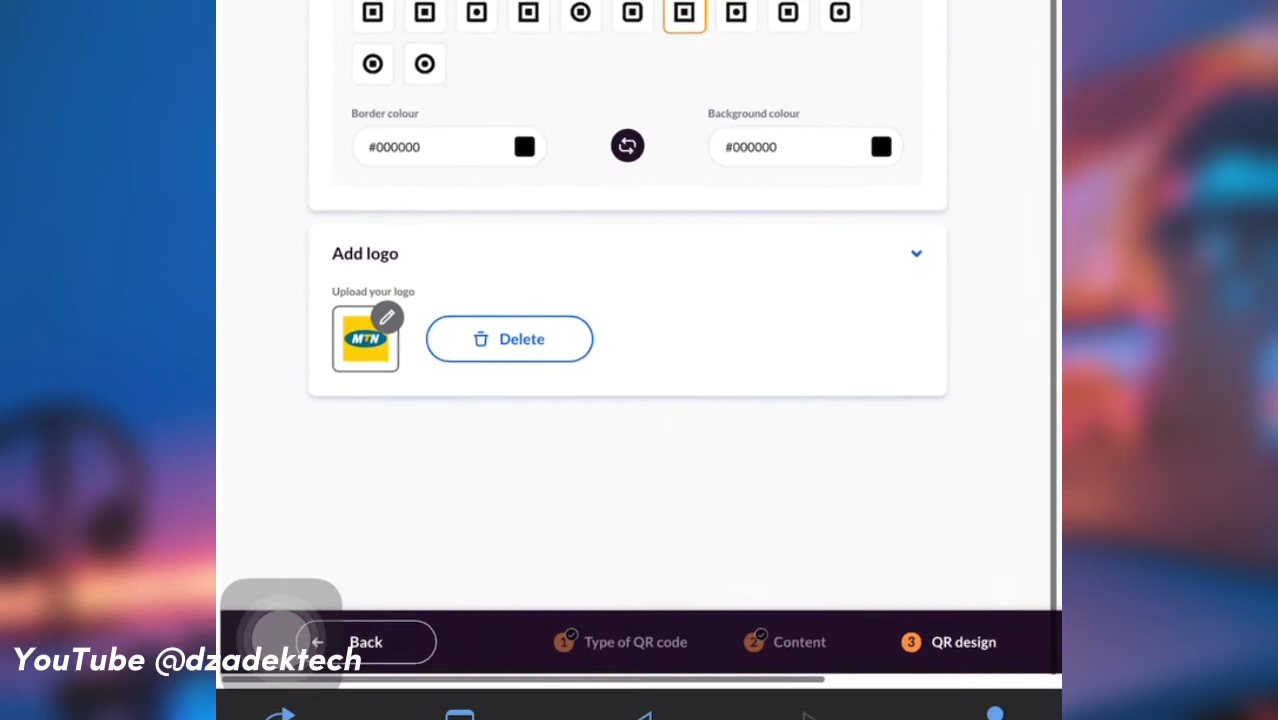 Border colour
Background colour
#000000
#000000
Add logo
Upload your logo
MTN
Delete
Back
1 Type of QR code
2 Content
3 QR design
YouTube @dzadektech